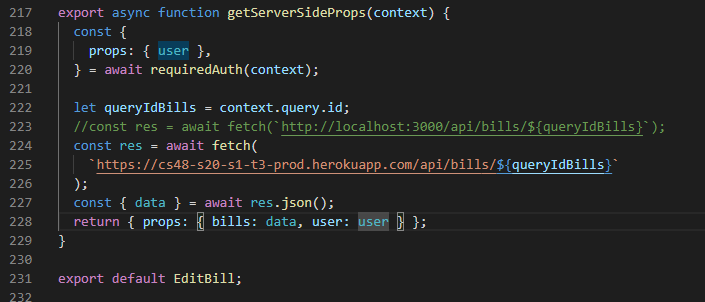 217 export async function getServerSideProps(context) {
218 const {
219 props: { user },
220 } = await requiredAuth(context);
221
222 let queryIdBills = context.query.id;
223 //const res = await fetch(`http://localhost:3000/api/bills/${queryIdBills}`);
224 const res = await fetch(
225 `https://cs48-s20-s1-t3-prod.herokuapp.com/api/bills/${queryIdBills}`
226 );
227 const { data } = await res.json();
228 return { props: { bills: data, user: user } };
229 }
230
231 export default EditBill;
232